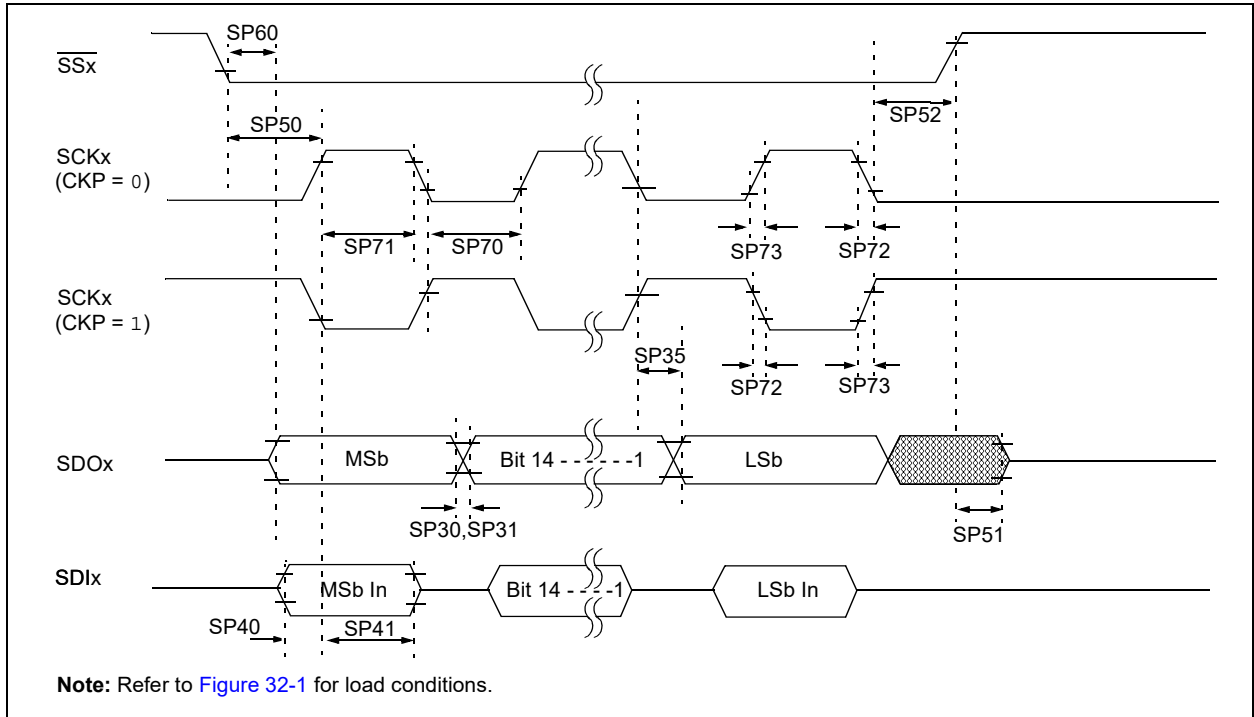 SP60
SSx
SP50
SP52
SCKx
(CKP = 0)
SP71
SP70
SP73
SP72
SCKx
(CKP = 1)
SP35
SP72
SP73
SDOx
MSb
Bit 14 - - - - - -1
LSb
SP30,SP31
SP51
SDIx
MSb In
Bit 14 - - - -1
LSb In
SP40
SP41
Note: Refer to Figure 32-1 for load conditions.